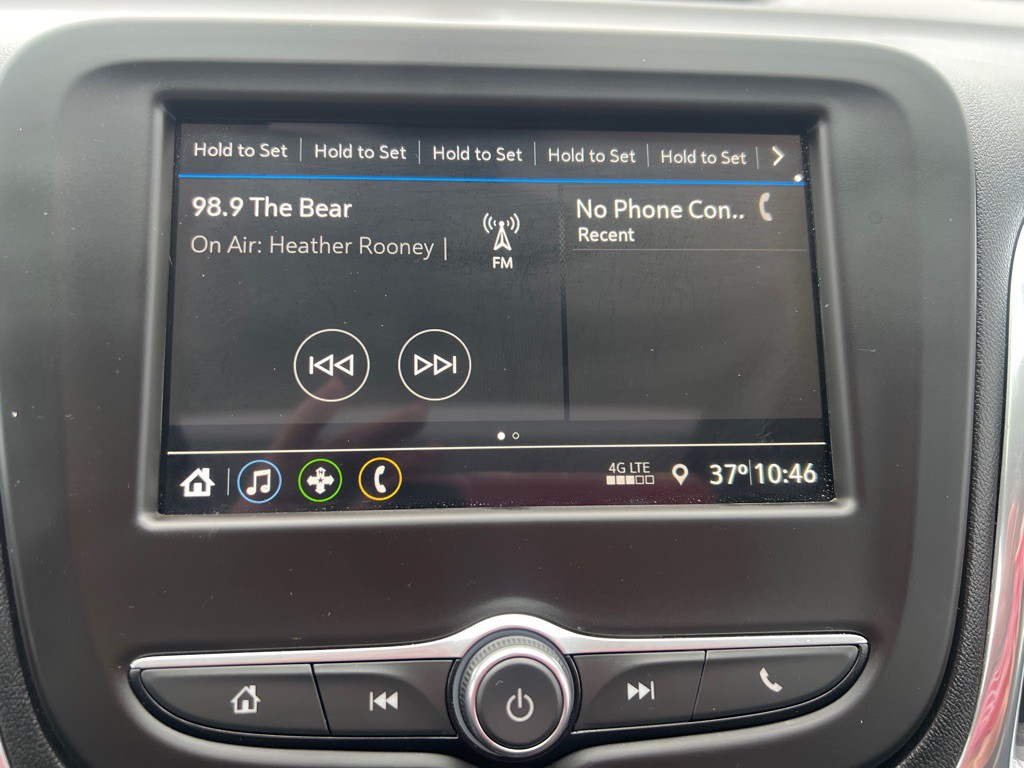 Hold to Set | Hold to Set | Hold to Set | Hold to Set | Hold to Set
98.9 The Bear
On Air: Heather Rooney |
FM
No Phone Con..
Recent
4G LTE
37° 10:46